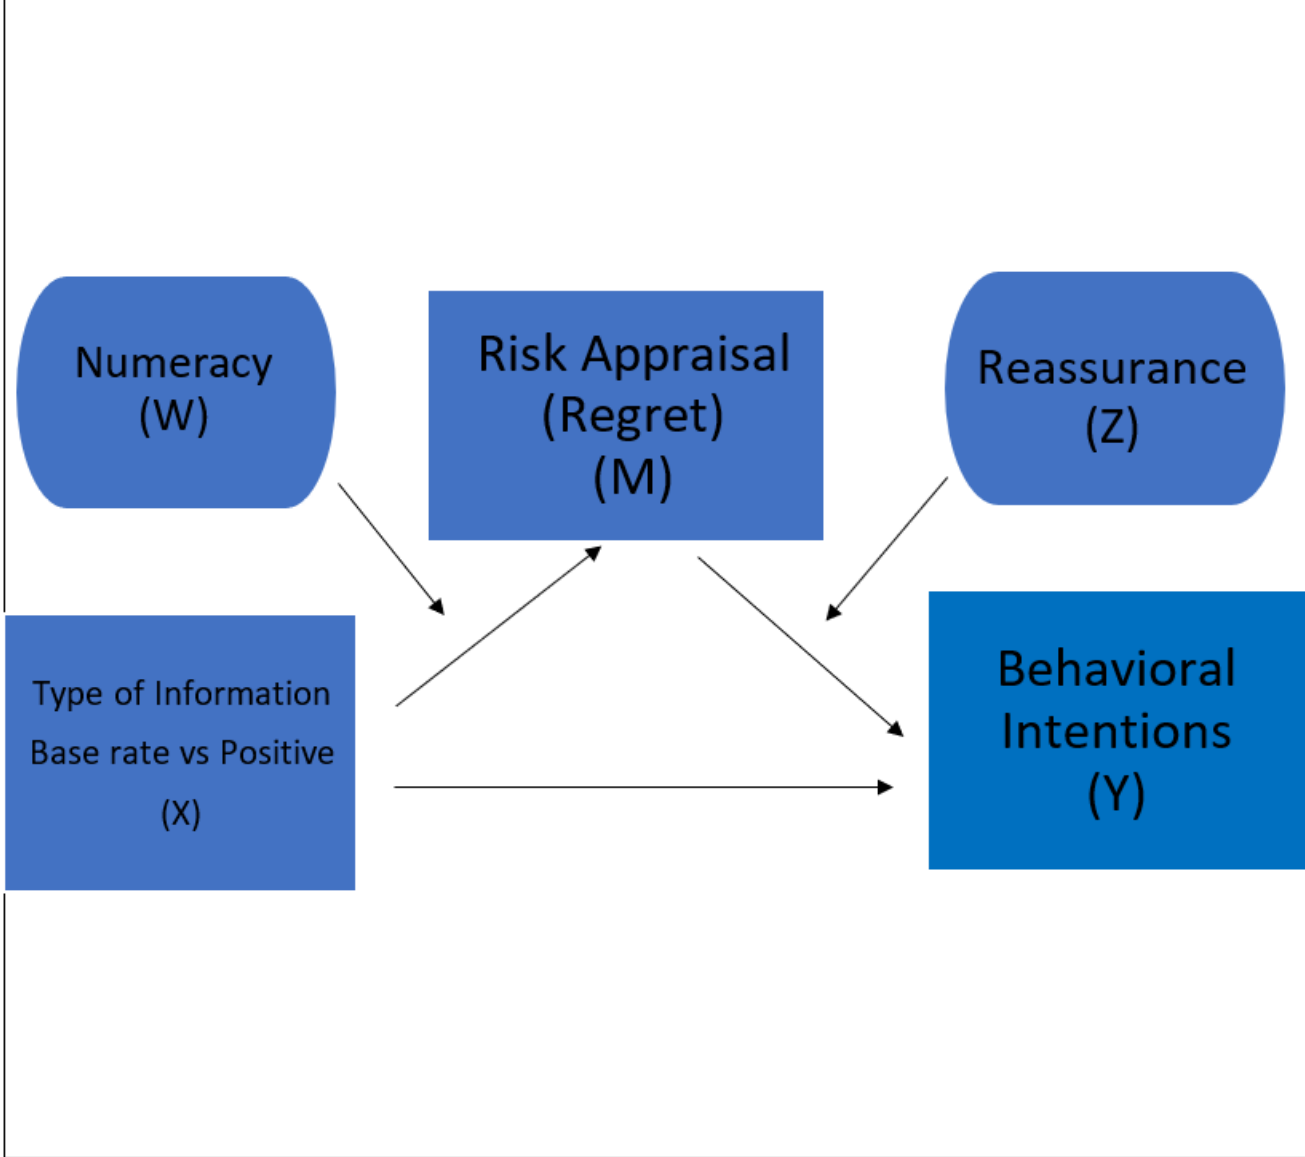 Numeracy
(W)
Risk Appraisal
(Regret)
(M)
Reassurance
(Z)
Type of Information
Base rate vs Positive
(X)
Behavioral
Intentions
(Y)